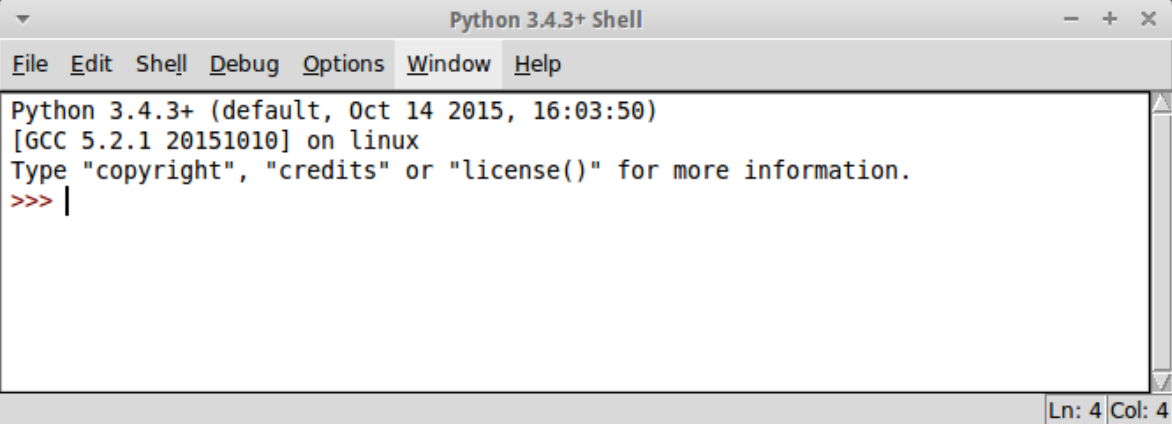 Python 3.4.3+ Shell
File Edit Shell Debug Options Window Help
Python 3.4.3+ (default, Oct 14 2015, 16:03:50)
[GCC 5.2.1 20151010] on linux
Type "copyright", "credits" or "license()" for more information.
>>>
Ln: 4 Col: 4